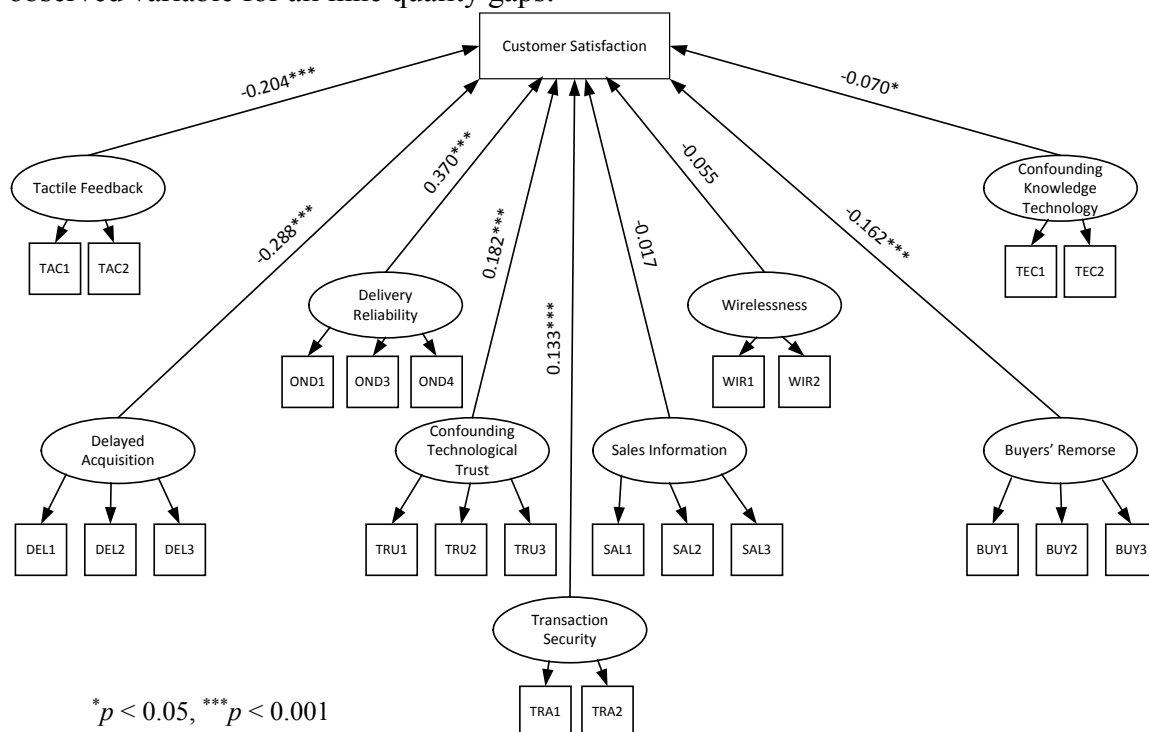 observed variable for all nine quality gaps.
Customer Satisfaction
-0.204***
-0.070*
-0.288***
0.370***
0.182***
0.133***
-0.017
-0.055
-0.162***
Tactile Feedback
TAC1
TAC2
Confounding
Knowledge
Technology
TEC1
TEC2
Delivery
Reliability
OND1
OND3
OND4
Wirelessness
WIR1
WIR2
Delayed
Acquisition
DEL1
DEL2
DEL3
Confounding
Technological
Trust
TRU1
TRU2
TRU3
Sales Information
SAL1
SAL2
SAL3
Buyers’ Remorse
BUY1
BUY2
BUY3
Transaction
Security
TRA1
TRA2
*p < 0.05, ***p < 0.001